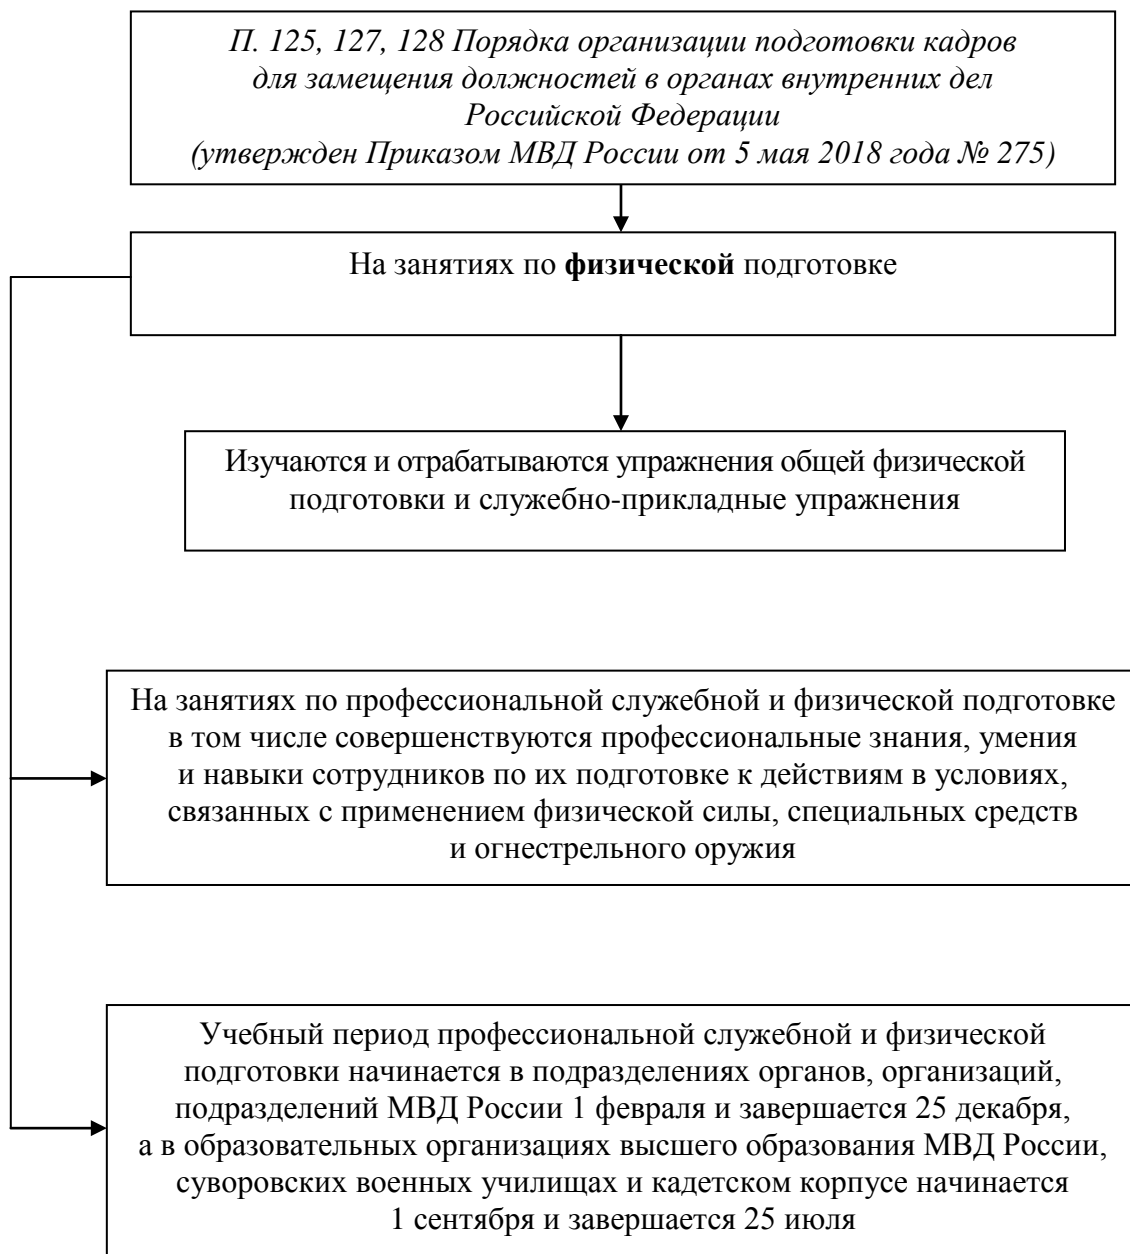 П. 125, 127, 128 Порядка организации подготовки кадров
для замещения должностей в органах внутренних дел
Российской Федерации
(утвержден Приказом МВД России от 5 мая 2018 года № 275)
На занятиях по физической подготовке
Изучаются и отрабатываются упражнения общей физической
подготовки и служебно-прикладные упражнения
На занятиях по профессиональной служебной и физической подготовке
в том числе совершенствуются профессиональные знания, умения
и навыки сотрудников по их подготовке к действиям в условиях,
связанных с применением физической силы, специальных средств
и огнестрельного оружия
Учебный период профессиональной служебной и физической
подготовки начинается в подразделениях органов, организаций,
подразделений МВД России 1 февраля и завершается 25 декабря,
а в образовательных организациях высшего образования МВД России,
суворовских военных училищах и кадетском корпусе начинается
1 сентября и завершается 25 июля